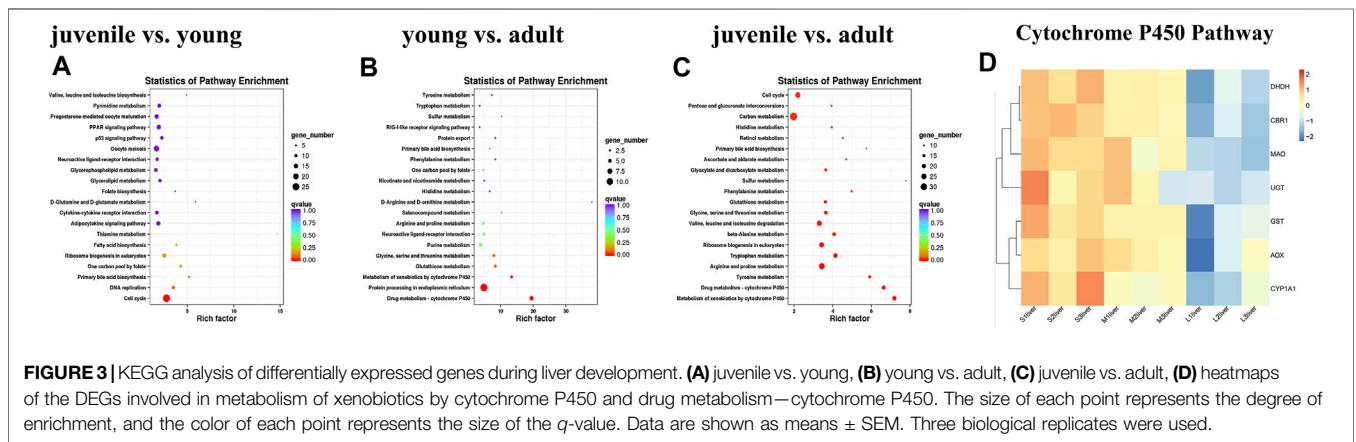 juvenile vs. young
young vs. adult
juvenile vs. adult
Cytochrome P450 Pathway
A
Statistics of Pathway Enrichment
Valine, leucine and isoleucine biosynthesis
Pyrimidine metabolism
Progesterone-mediated oocyte maturation
PPAR signaling pathway
p53 signaling pathway
Oocyte meiosis
Neuroactive ligand-receptor interaction
Glycerophospholipid metabolism
Glycerolipid metabolism
Folate biosynthesis
D-Glutamine and D-glutamate metabolism
Cytokine-cytokine receptor interaction
Adipocytokine signaling pathway
Thiamine metabolism
Fatty acid biosynthesis
Ribosome biogenesis in eukaryotes
One carbon pool by folate
Primary bile acid biosynthesis
DNA replication
Cell cycle
5 10 15
Rich factor
gene_number
5
10
15
20
25
qvalue
1.00
0.75
0.50
0.25
0.00
B
Statistics of Pathway Enrichment
Tyrosine metabolism
Tryptophan metabolism
Sulfur metabolism
RIG-I-like receptor signaling pathway
Protein export
Primary bile acid biosynthesis
Phenylalanine metabolism
One carbon pool by folate
Nicotinate and nicotinamide metabolism
Histidine metabolism
D-Arginine and D-ornithine metabolism
Selenocompound metabolism
Arginine and proline metabolism
Neuroactive ligand-receptor interaction
Purine metabolism
Glycine, serine and threonine metabolism
Glutathione metabolism
Metabolism of xenobiotics by cytochrome P450
Protein processing in endoplasmic reticulum
Drug metabolism - cytochrome P450
10 20 30
Rich factor
gene_number
2.5
5.0
7.5
10.0
qvalue
1.00
0.75
0.50
0.25
0.00
C
Statistics of Pathway Enrichment
Cell cycle
Pentose and glucuronate interconversions
Carbon metabolism
Histidine metabolism
Retinol metabolism
Primary bile acid biosynthesis
Ascorbate and aldarate metabolism
Glyoxylate and dicarboxylate metabolism
Sulfur metabolism
Phenylalanine metabolism
Glutathione metabolism
Glycine, serine and threonine metabolism
Valine, leucine and isoleucine degradation
beta-Alanine metabolism
Ribosome biogenesis in eukaryotes
Tryptophan metabolism
Arginine and proline metabolism
Tyrosine metabolism
Drug metabolism - cytochrome P450
Metabolism of xenobiotics by cytochrome P450
2 4 6 8
Rich factor
gene_number
10
15
20
25
30
qvalue
1.00
0.75
0.50
0.25
0.00
D
DHDH
CBR1
MAO
UGT
GST
AOX
CYP1A1
S1liver S2liver S3liver M1liver M2liver M3liver L1liver L2liver L3liver
2
1
0
−1
−2
FIGURE 3 | KEGG analysis of differentially expressed genes during liver development. (A) juvenile vs. young, (B) young vs. adult, (C) juvenile vs. adult, (D) heatmaps
of the DEGs involved in metabolism of xenobiotics by cytochrome P450 and drug metabolism—cytochrome P450. The size of each point represents the degree of
enrichment, and the color of each point represents the size of the q-value. Data are shown as means ± SEM. Three biological replicates were used.